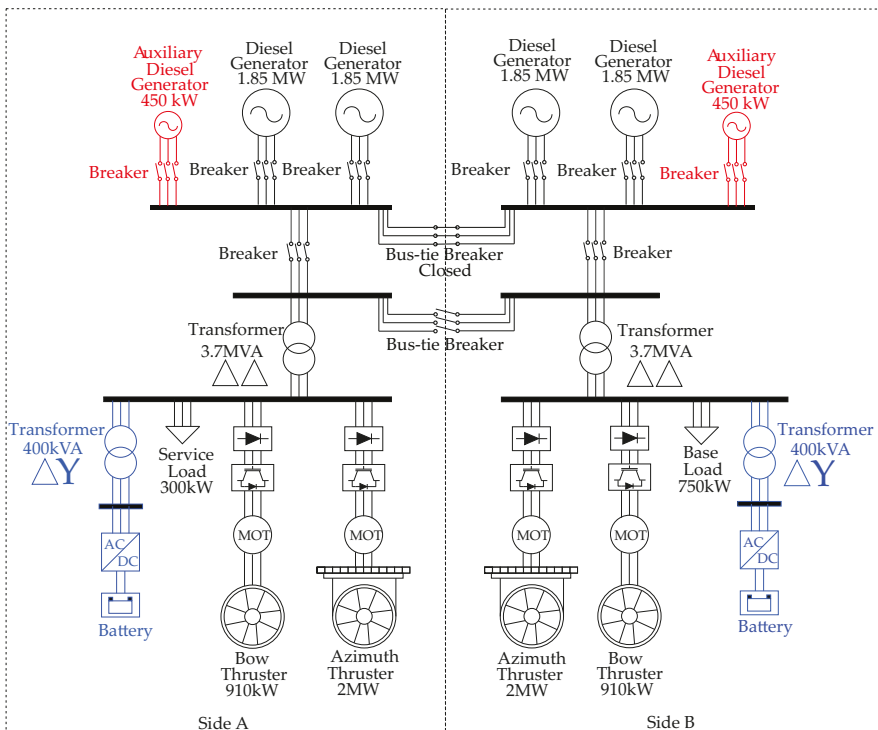 Auxiliary
Diesel
Generator
450 kW
Diesel
Generator
1.85 MW
Diesel
Generator
1.85 MW
Diesel
Generator
1.85 MW
Diesel
Generator
1.85 MW
Auxiliary
Diesel
Generator
450 kW
Breaker
Breaker
Breaker
Breaker
Breaker
Breaker
Breaker
Bus-tie Breaker
Closed
Breaker
Bus-tie Breaker
Transformer
3.7MVA
Transformer
3.7MVA
Transformer
400kVA
Y
Service
Load
300kW
Base
Load
750kW
Transformer
400kVA
Y
MOT
MOT
MOT
MOT
AC
DC
AC
DC
Battery
Bow
Thruster
910kW
Azimuth
Thruster
2MW
Azimuth
Thruster
2MW
Bow
Thruster
910kW
Battery
Side A
Side B